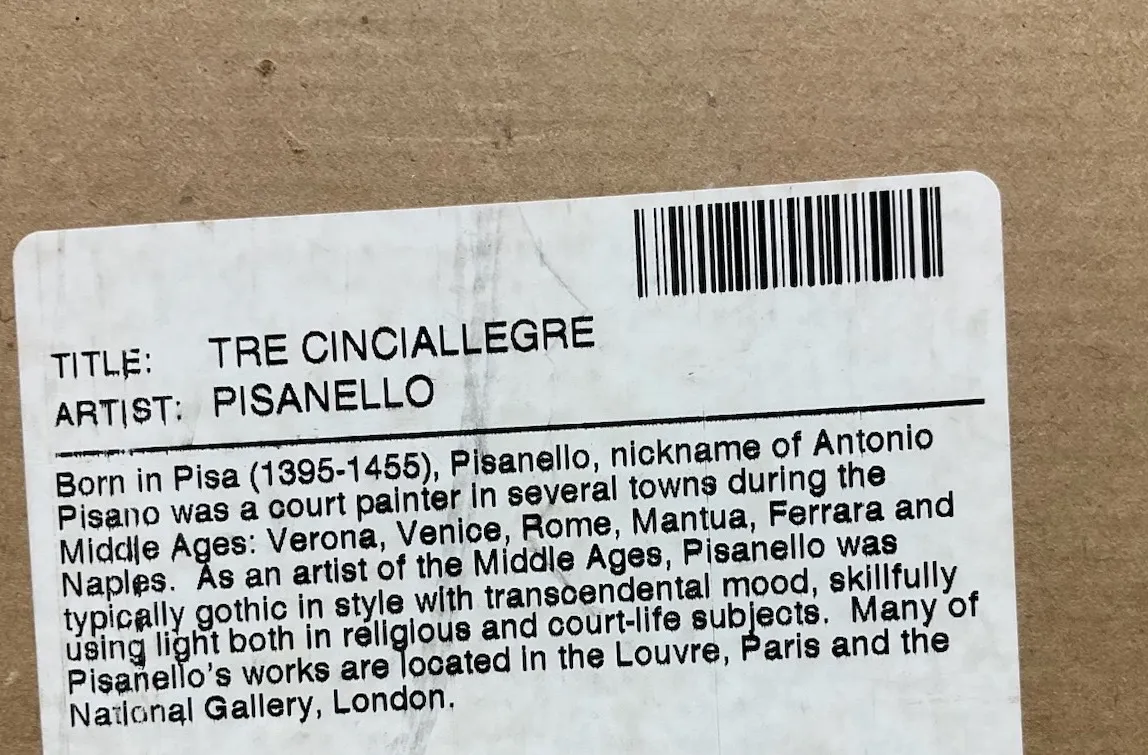 TITLE: TRE CINCIALLEGRE
ARTIST: PISANELLO
Born in Pisa (1395-1455), Pisanello, nickname of Antonio
Pisano was a court painter in several towns during the
Middle Ages: Verona, Venice, Rome, Mantua, Ferrara and
Naples. As an artist of the Middle Ages, Pisanello was
typically gothic in style with transcendental mood, skillfully
using light both in religious and court-life subjects. Many of
Pisanello's works are located in the Louvre, Paris and the
National Gallery, London.